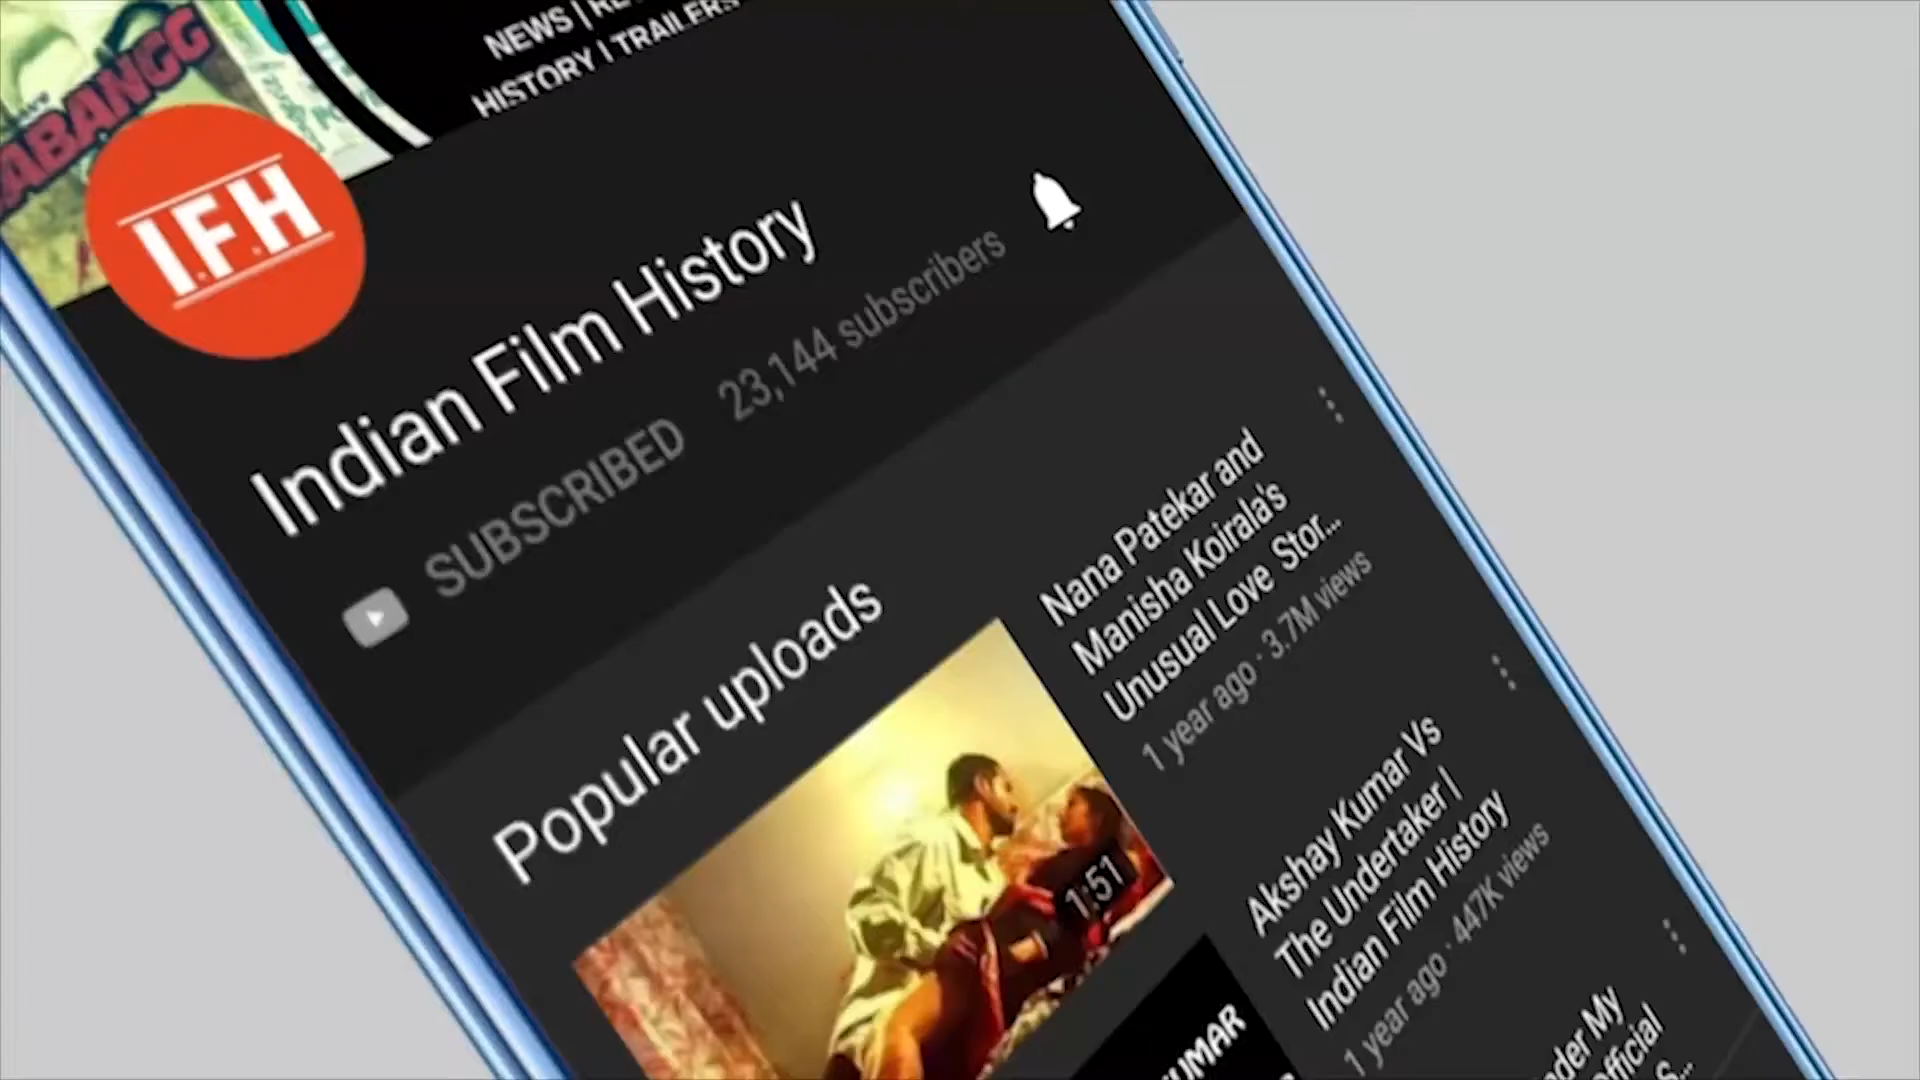 NEWS |
HISTORY | TRAILERS
ABANGG
I.F.H
Indian Film History
SUBSCRIBED 23,144 subscribers
Popular uploads
Nana Patekar and
Manisha Koirala's
Unusual Love Stor...
1 year ago · 3.7M views
1:51
Akshay Kumar Vs
The Undertaker |
Indian Film History
1 year ago · 447K views
UMAR
der My
official
S...